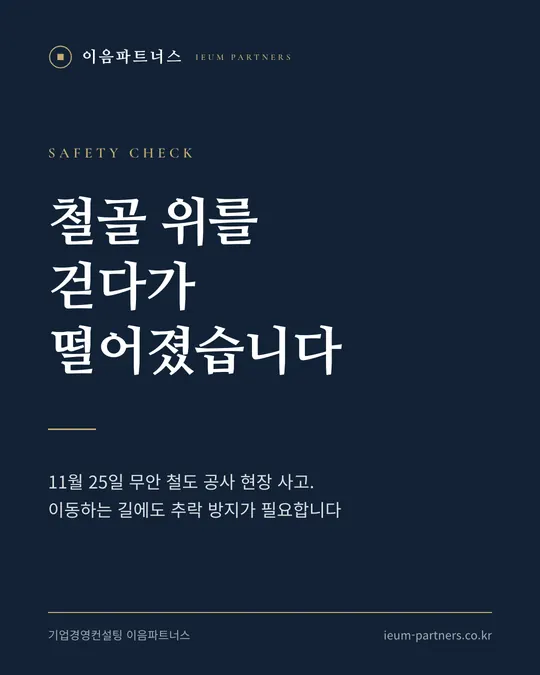 이음파트너스 IEUM PARTNERS
SAFETY CHECK
철골 위를
걷다가
떨어졌습니다
11월 25일 무안 철도 공사 현장 사고.
이동하는 길에도 추락 방지가 필요합니다
기업경영컨설팅 이음파트너스 ieum-partners.co.kr